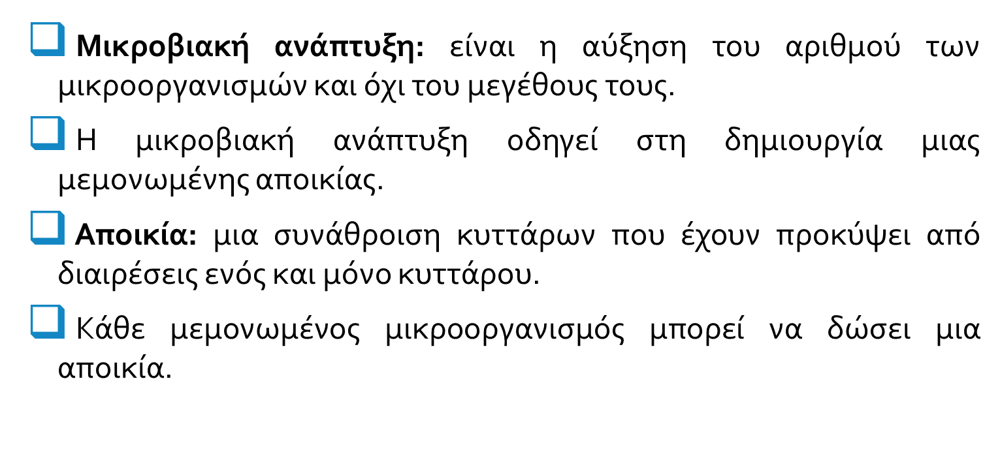 Μικροβιακή ανάπτυξη: είναι η αύξηση του αριθμού των
μικροοργανισμών και όχι του μεγέθους τους.
Η μικροβιακή ανάπτυξη οδηγεί στη δημιουργία μιας
μεμονωμένης αποικίας.
Αποικία: μια συνάθροιση κυττάρων που έχουν προκύψει από
διαιρέσεις ενός και μόνο κυττάρου.
Κάθε μεμονωμένος μικροοργανισμός μπορεί να δώσει μια
αποικία.